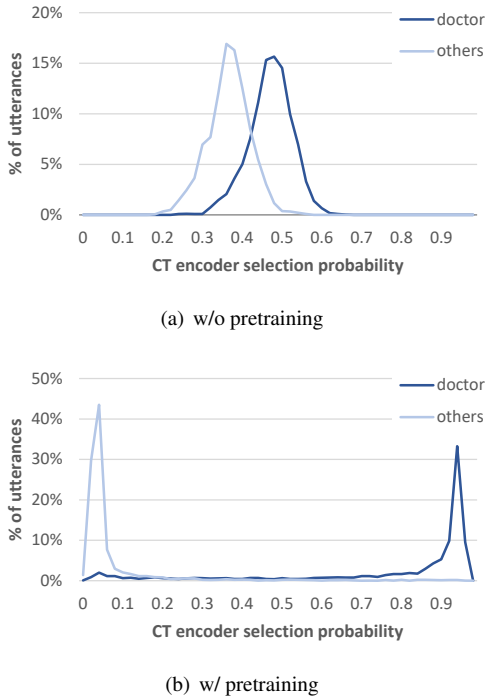 doctor
others
20%
15%
10%
5%
0%
% of utterances
0 0.1 0.2 0.3 0.4 0.5 0.6 0.7 0.8 0.9
CT encoder selection probability
(a) w/o pretraining
doctor
others
50%
40%
30%
20%
10%
0%
% of utterances
0 0.1 0.2 0.3 0.4 0.5 0.6 0.7 0.8 0.9
CT encoder selection probability
(b) w/ pretraining